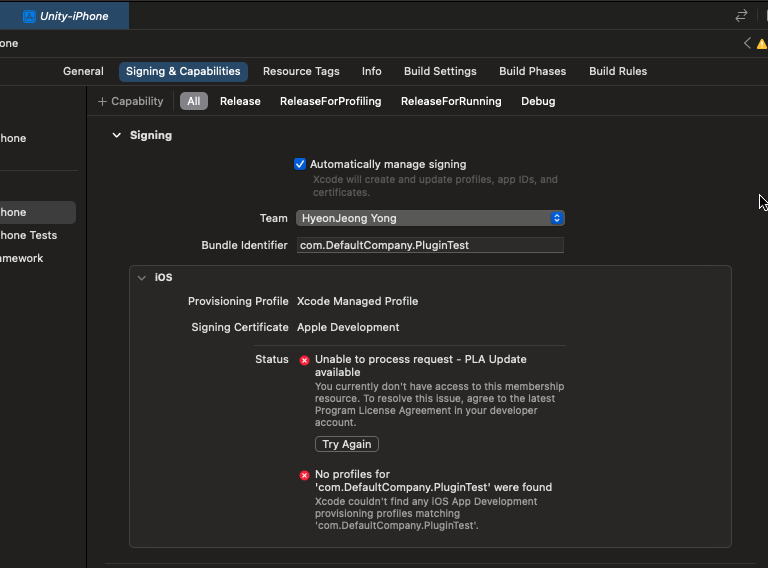 Unity-iPhone
one
General Signing & Capabilities Resource Tags Info Build Settings Build Phases Build Rules
+ Capability All Release ReleaseForProfiling ReleaseForRunning Debug
hone
hone
hone Tests
amework
Signing
Automatically manage signing
Xcode will create and update profiles, app IDs, and
certificates.
Team HyeonJeong Yong
Bundle Identifier com.DefaultCompany.PluginTest
iOS
Provisioning Profile Xcode Managed Profile
Signing Certificate Apple Development
Status Unable to process request - PLA Update
available
You currently don't have access to this membership
resource. To resolve this issue, agree to the latest
Program License Agreement in your developer
account.
Try Again
No profiles for
'com.DefaultCompany.PluginTest' were found
Xcode couldn't find any iOS App Development
provisioning profiles matching
'com.DefaultCompany.PluginTest'.